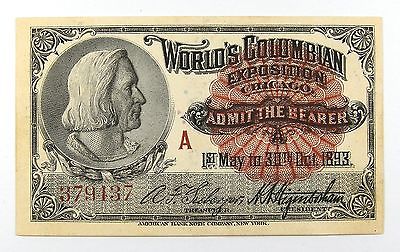 WORLD'S COLUMBIAN
EXPOSITION
CHICAGO
ADMIT THE BEARER
A
A
1ST May to 30TH Oct. 1893.
379137
TREASURER
PRESIDENT
AMERICAN BANK NOTE COMPANY, NEW YORK.